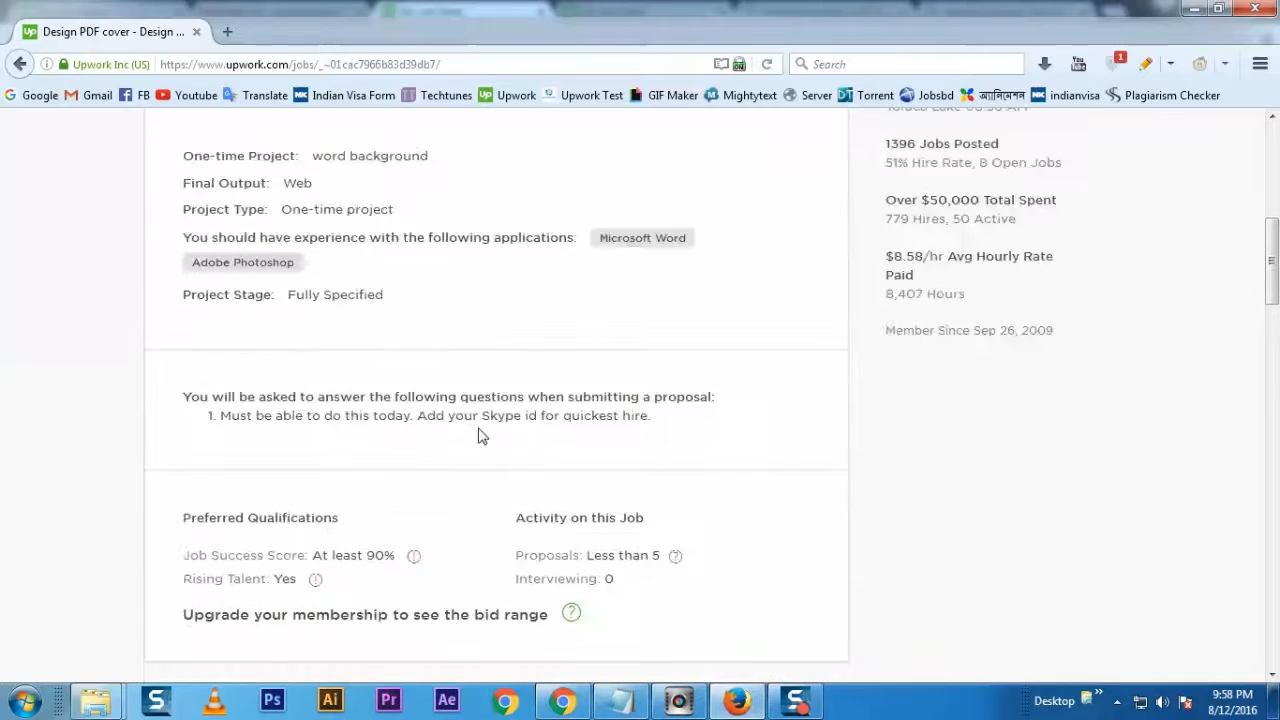 Design PDF cover - Design ...
Upwork Inc (US)
https://www.upwork.com/jobs/_~01cac7966b83d39db7/
Search
1
Google Gmail FB Youtube Translate Indian Visa Form Techtunes Upwork Upwork Test GIF Maker Mightytext Server Torrent Jobsbd অ্যানিমেশন indianvisa Plagiarism Checker
One-time Project: word background
Final Output: Web
Project Type: One-time project
You should have experience with the following applications: Microsoft Word
Adobe Photoshop
Project Stage: Fully Specified
You will be asked to answer the following questions when submitting a proposal:
1. Must be able to do this today. Add your Skype id for quickest hire.
Preferred Qualifications
Job Success Score: At least 90%
Rising Talent: Yes
Activity on this Job
Proposals: Less than 5
Interviewing: 0
Upgrade your membership to see the bid range
1396 Jobs Posted
51% Hire Rate, 8 Open Jobs
Over $50,000 Total Spent
779 Hires, 50 Active
$8.58/hr Avg Hourly Rate
Paid
8,407 Hours
Member Since Sep 26, 2009
Desktop
9:58 PM
8/12/2016